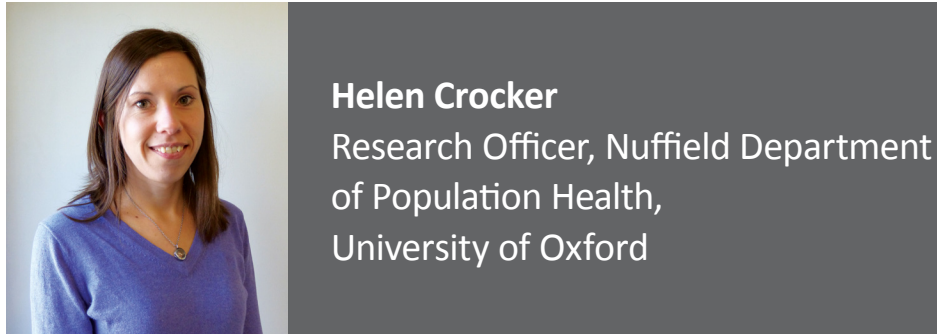 Helen Crocker
Research Officer, Nuffield Department
of Population Health,
University of Oxford